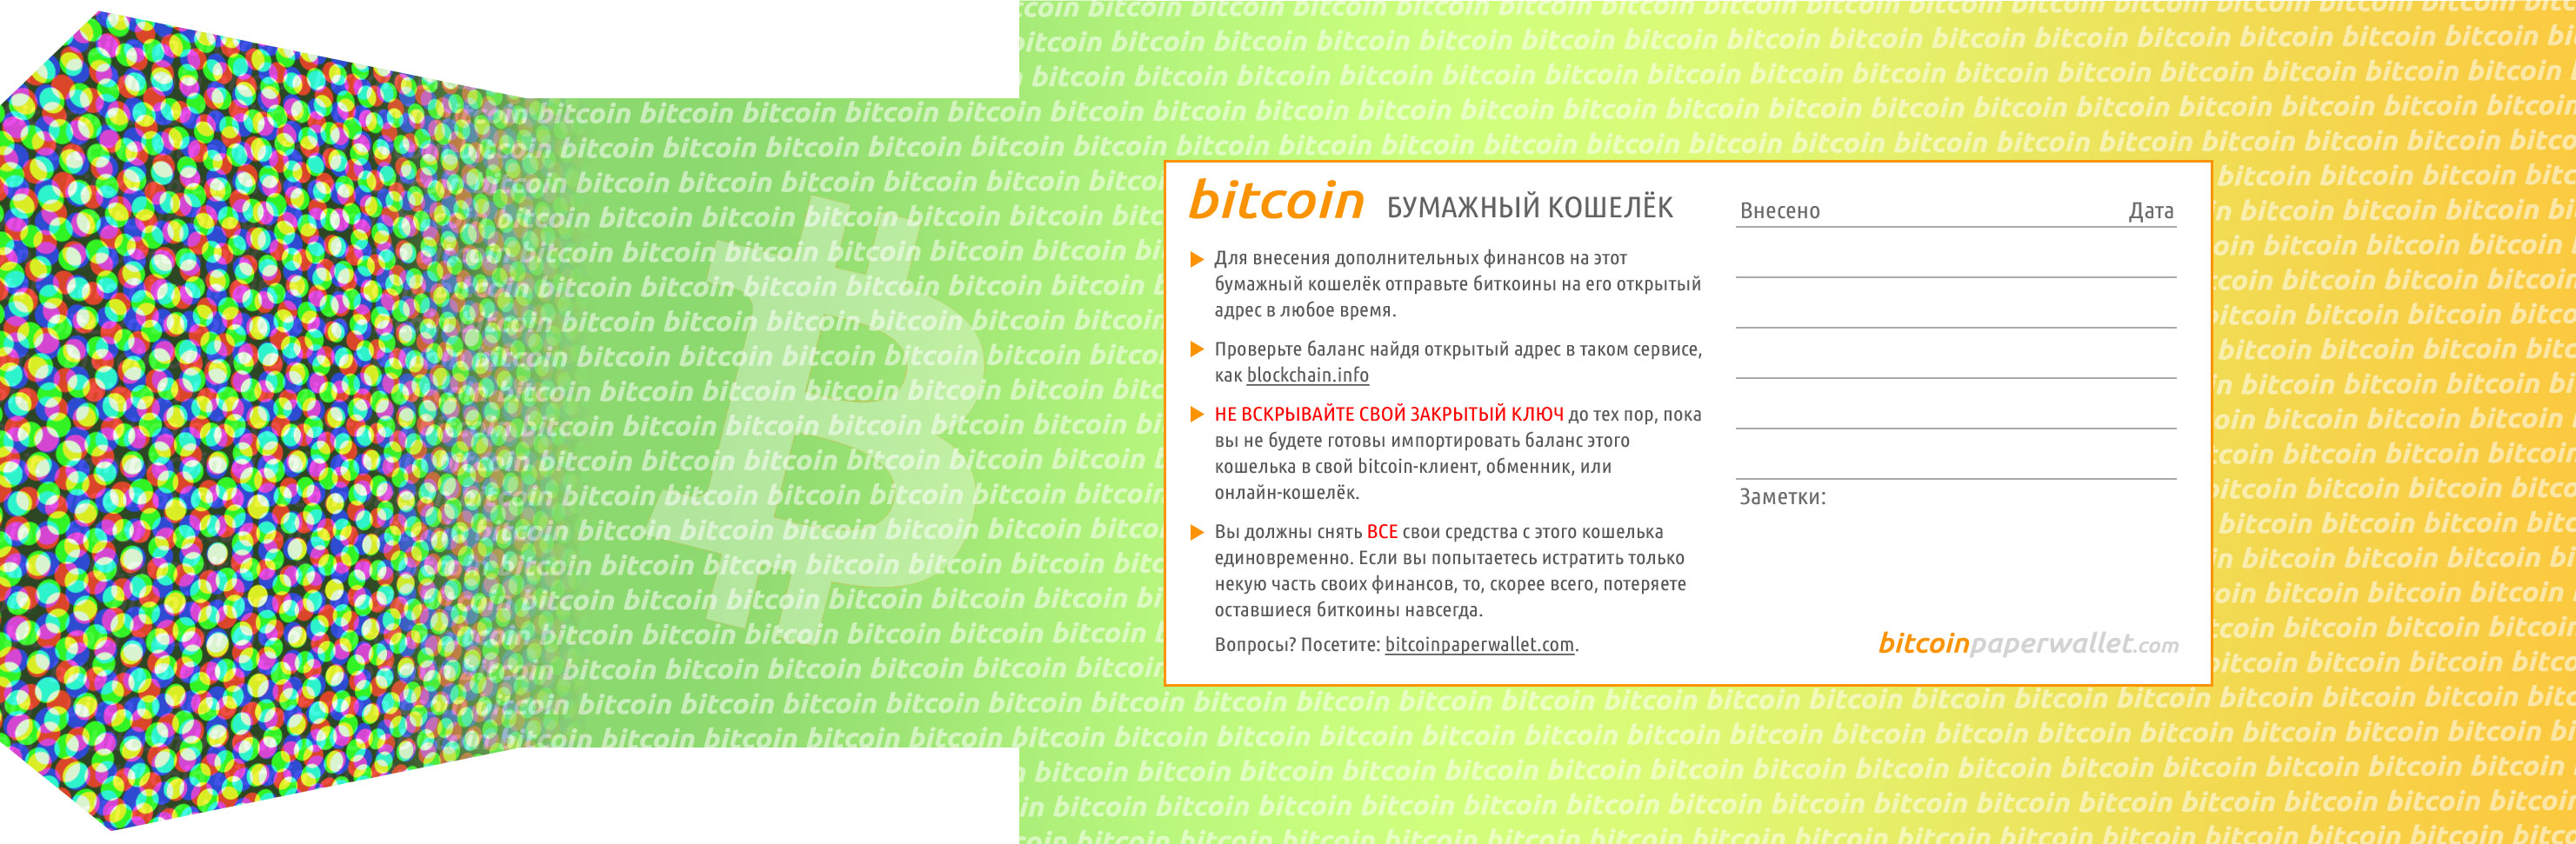 bitcoin БУМАЖНЫЙ КОШЕЛЁК
Для внесения дополнительных финансов на этот
бумажный кошелёк отправьте биткоины на его открытый
адрес в любое время.
Проверьте баланс найдя открытый адрес в таком сервисе,
как blockchain.info
НЕ ВСКРЫВАЙТЕ СВОЙ ЗАКРЫТЫЙ КЛЮЧ до тех пор, пока
вы не будете готовы импортировать баланс этого
кошелька в свой bitcoin-клиент, обменник, или
онлайн-кошелёк.
Вы должны снять ВСЕ свои средства с этого кошелька
единовременно. Если вы попытаетесь истратить только
некую часть своих финансов, то, скорее всего, потеряете
оставшиеся биткоины навсегда.
Вопросы? Посетите: bitcoinpaperwallet.com.
Внесено Дата
Заметки:
bitcoinpaperwallet.com